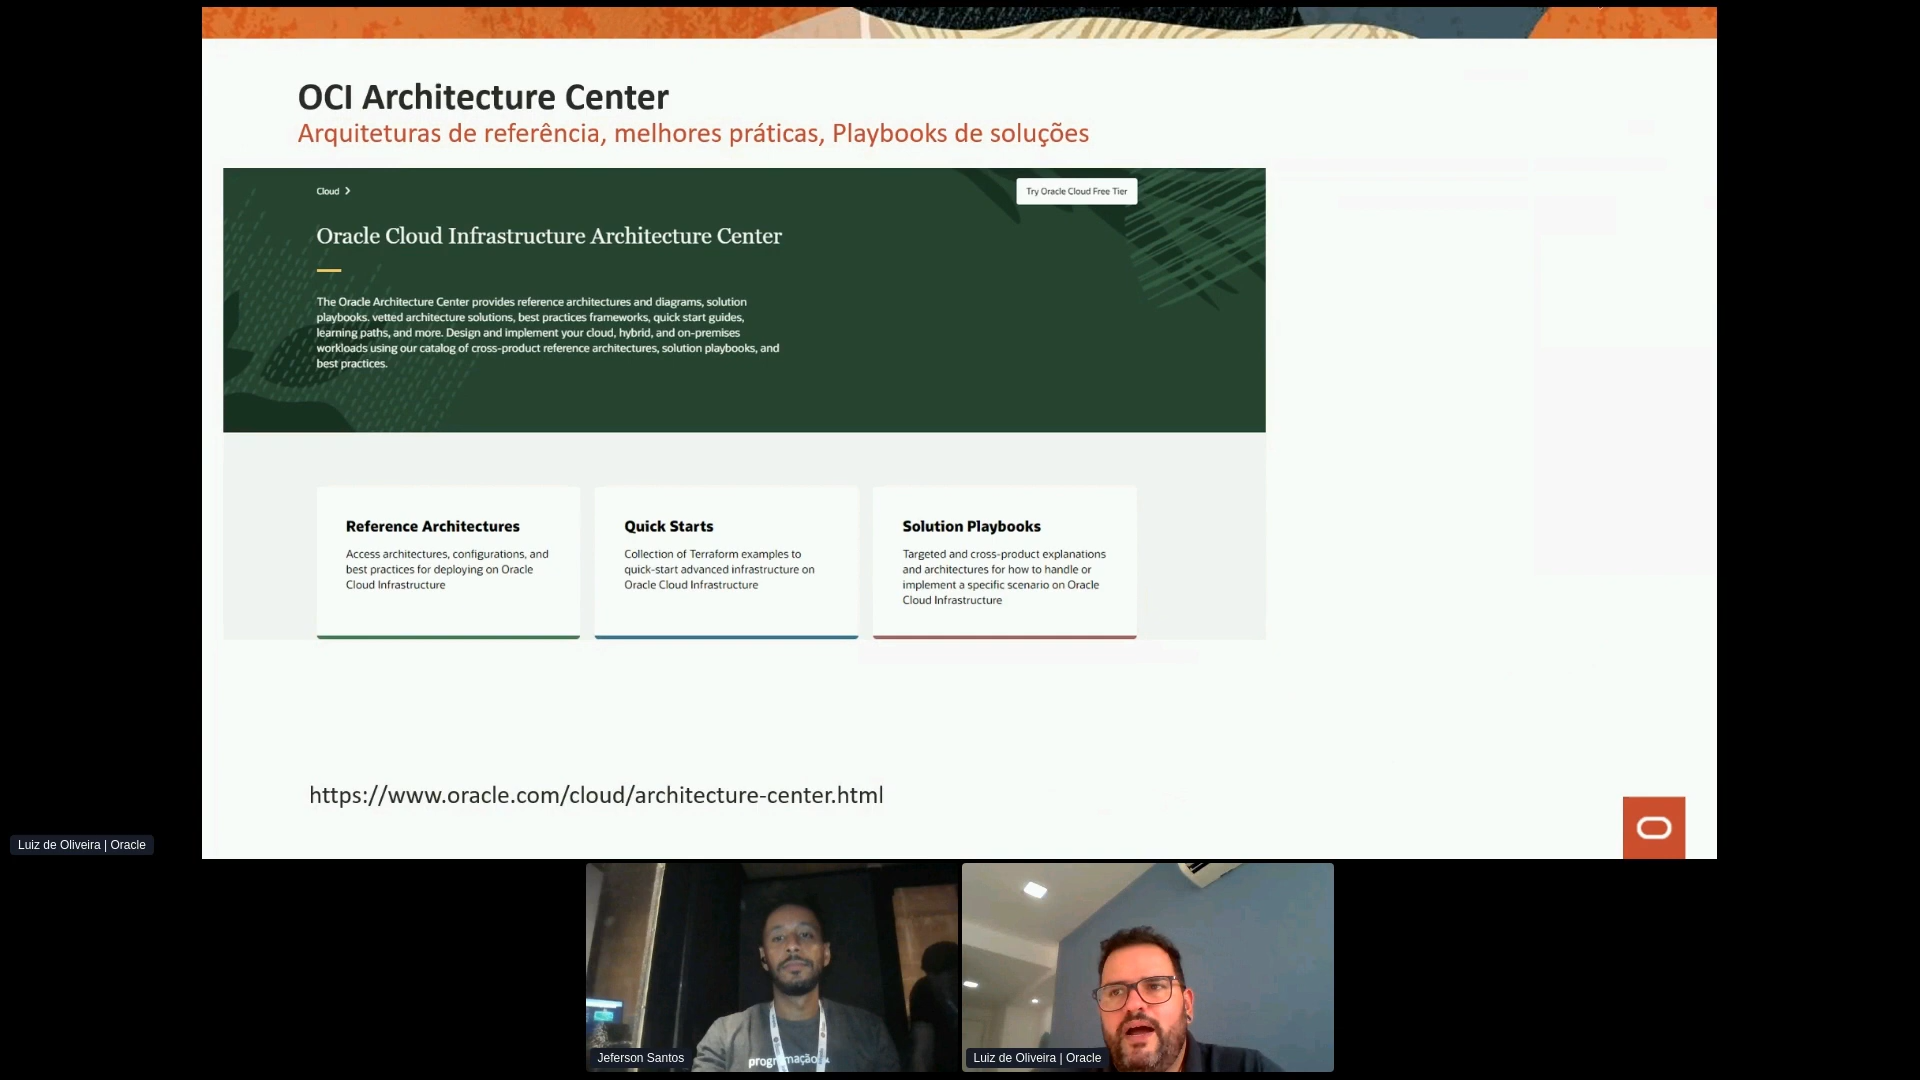 OCI Architecture Center
Arquiteturas de referência, melhores práticas, Playbooks de soluções
Cloud
Try Oracle Cloud Free Tier
Oracle Cloud Infrastructure Architecture Center
The Oracle Architecture Center provides reference architectures and diagrams, solution
playbooks. vetted architecture solutions, best practices frameworks, quick start guides,
learning paths, and more. Design and implement your cloud, hybrid, and on-premises
workloads using our catalog of cross-product reference architectures, solution playbooks, and
best practices.
Reference Architectures
Access architectures, configurations, and
best practices for deploying on Oracle
Cloud Infrastructure
Quick Starts
Collection of Terraform examples to
quick-start advanced infrastructure on
Oracle Cloud Infrastructure
Solution Playbooks
Targeted and cross-product explanations
and architectures for how to handle or
implement a specific scenario on Oracle
Cloud Infrastructure
https://www.oracle.com/cloud/architecture-center.html
Luiz de Oliveira | Oracle
Jeferson Santos
Luiz de Oliveira | Oracle